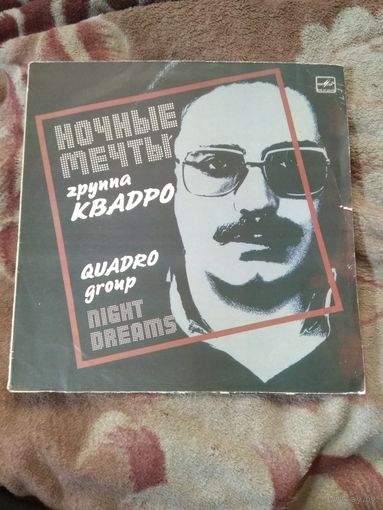 НОЧНЫЕ
МЕЧТЫ
группа
КВАДРО
QUADRO
group
NIGHT
DREAMS